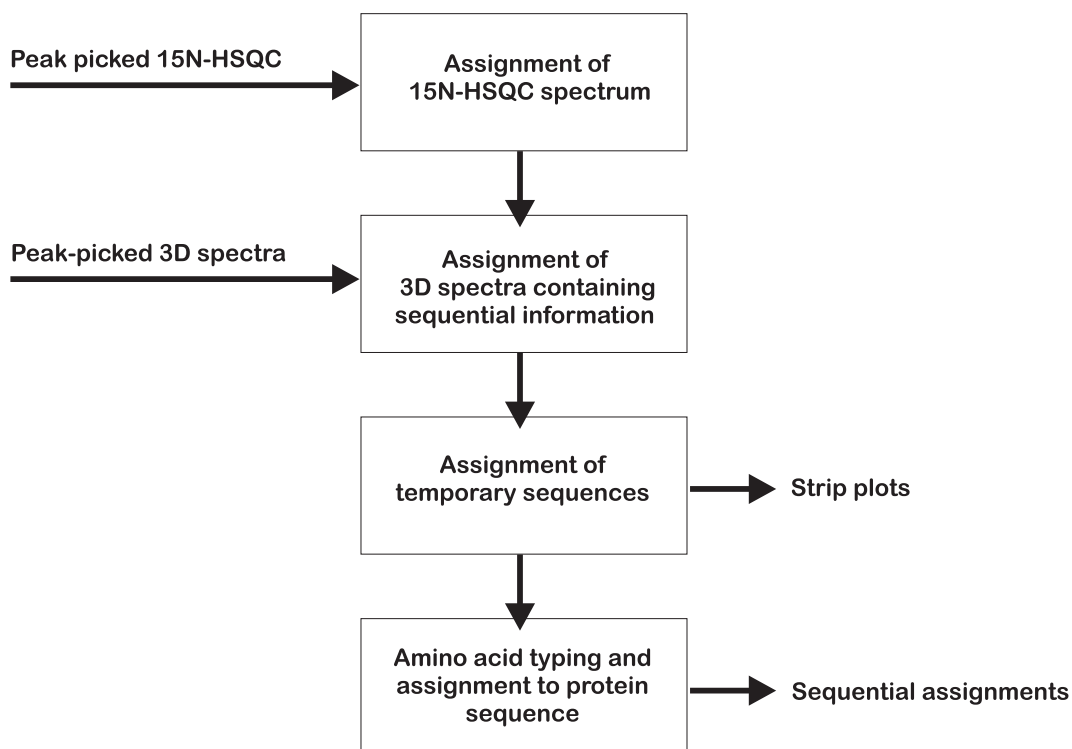 Peak picked 15N-HSQC
Assignment of
15N-HSQC spectrum
Peak-picked 3D spectra
Assignment of
3D spectra containing
sequential information
Assignment of
temporary sequences
Strip plots
Amino acid typing and
assignment to protein
sequence
Sequential assignments